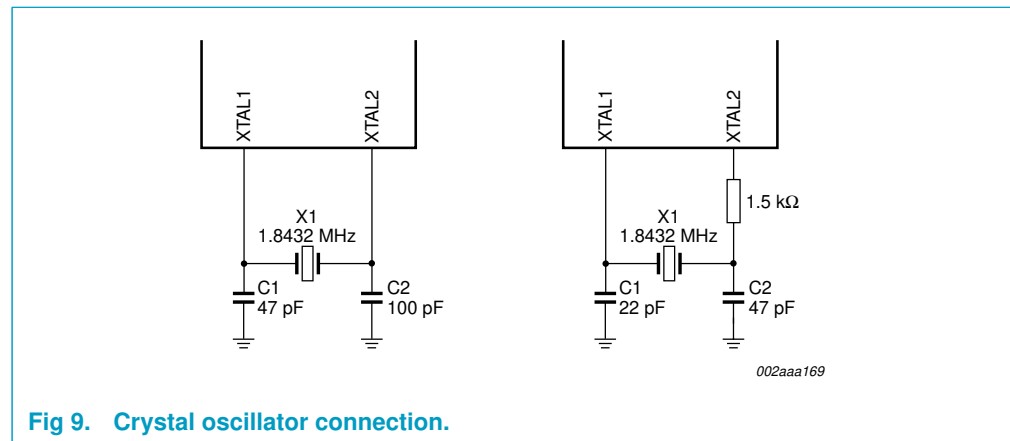 XTAL1
XTAL2
X1
1.8432 MHz
C1
47 pF
C2
100 pF
XTAL1
XTAL2
1.5 kΩ
X1
1.8432 MHz
C1
22 pF
C2
47 pF
002aaa169
Fig 9. Crystal oscillator connection.